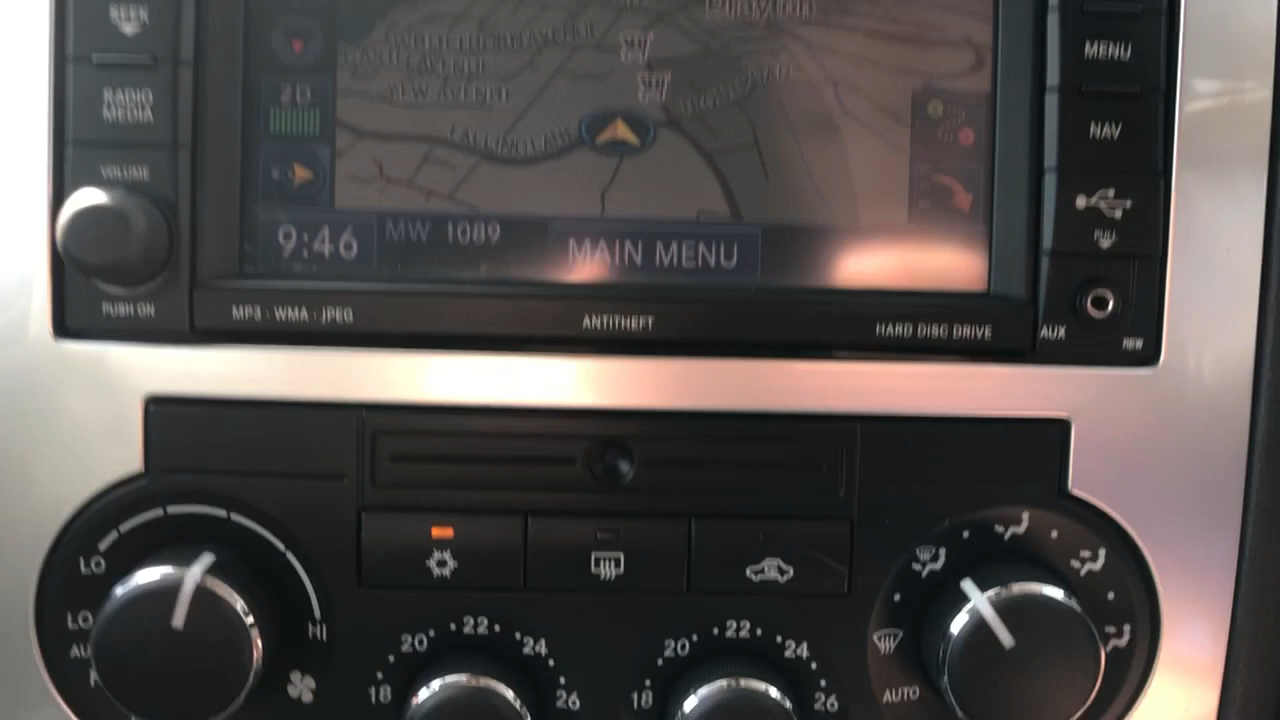 SEEK
MENU
2D
RADIO
MEDIA
NAV
VOLUME
PULL
9:46
MW 1089
MAIN MENU
PUSH ON
MP3 · WMA · JPEG
ANTITHEFT
HARD DISC DRIVE
AUX
LO
HI
LO
20 22 24
20 22 24
18 26
18 26
AUTO